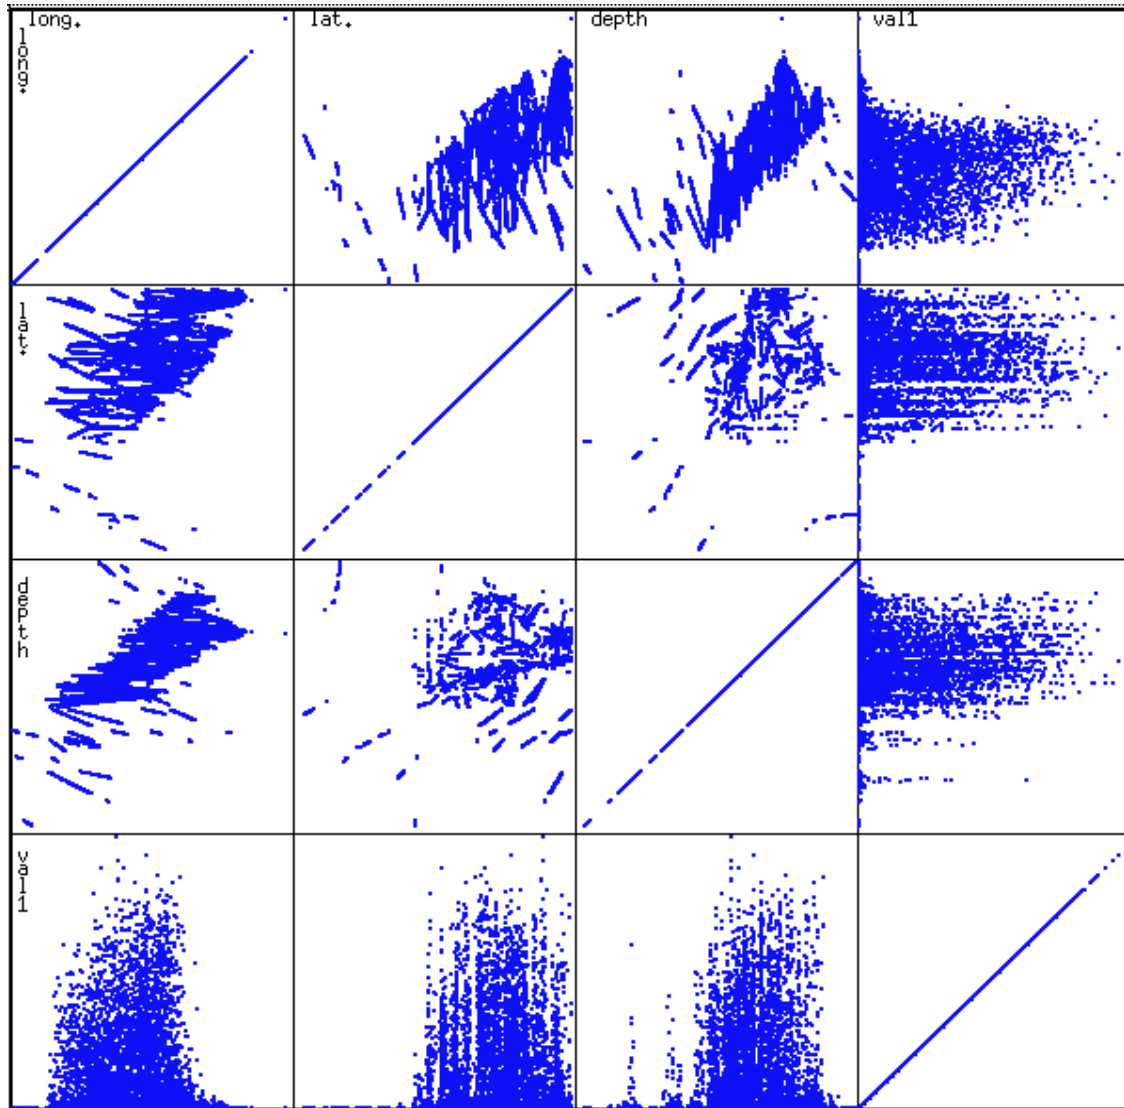 long. lat. depth val1
long.
lat.
depth
val1